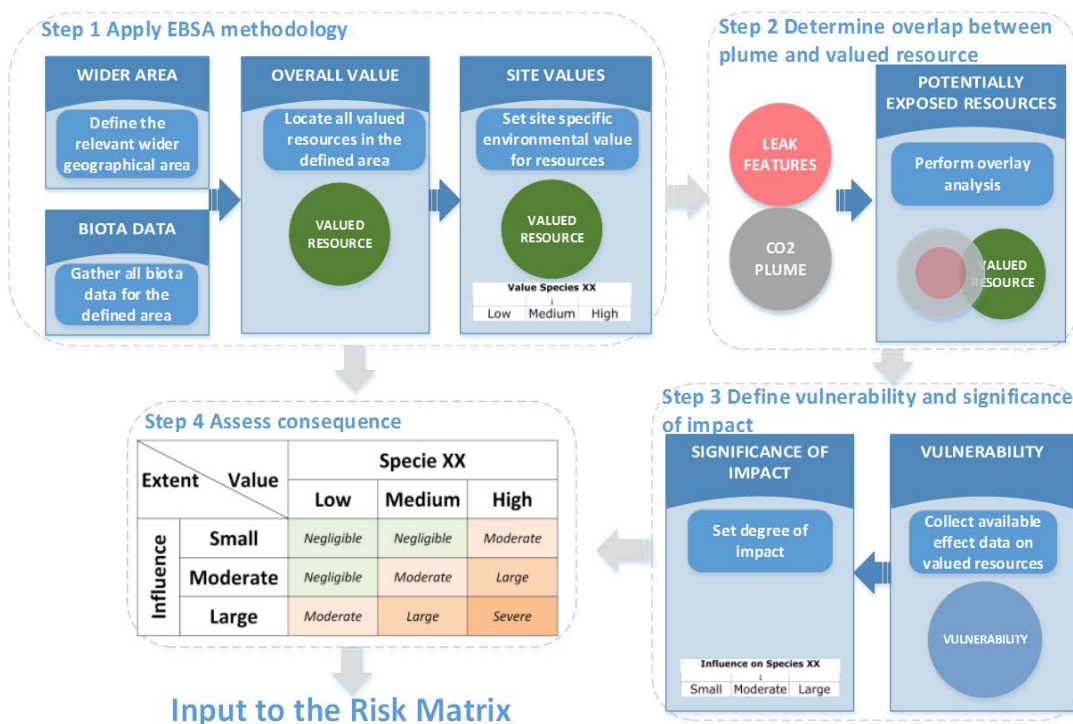 Step 1 Apply EBSA methodology
WIDER AREA
Define the
relevant wider
geographical area
BIOTA DATA
Gather all biota
data for the
defined area
OVERALL VALUE
Locate all valued
resources in the
defined area
VALUED
RESOURCE
SITE VALUES
Set site specific
environmental value
for resources
VALUED
RESOURCE
Value Species XX
↓
Low Medium High
Step 2 Determine overlap between
plume and valued resource
LEAK
FEATURES
CO2
PLUME
POTENTIALLY
EXPOSED RESOURCES
Perform overlay
analysis
VALUED
RESOURCE
Step 3 Define vulnerability and significance
of impact
VULNERABILITY
Collect available
effect data on
valued resources
VULNERABILITY
SIGNIFICANCE OF
IMPACT
Set degree of
impact
Influence on Species XX
↓
Small Moderate Large
Step 4 Assess consequence
Extent Value
Specie XX
Low Medium High
Influence
Small Negligible Negligible Moderate
Moderate Negligible Moderate Large
Large Moderate Large Severe
Input to the Risk Matrix